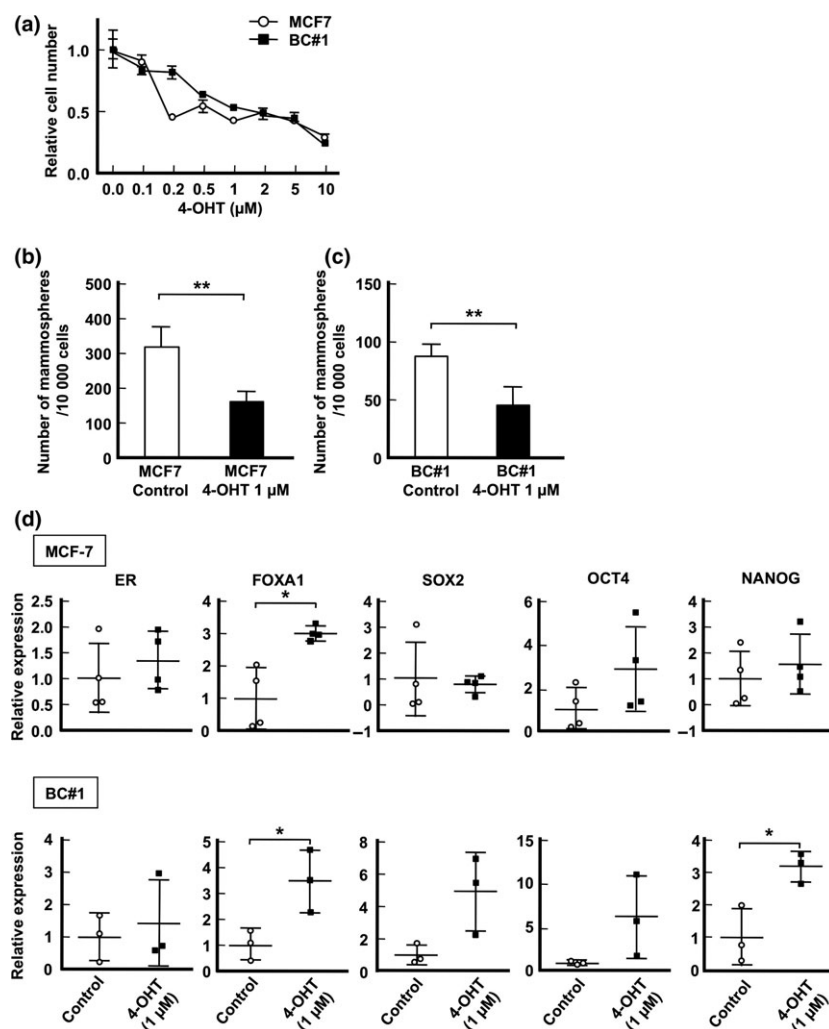 (a)
MCF7
BC#1
Relative cell number
1.0
0.5
0.0
0.0 0.1 0.2 0.5 1 2 5 10
4-OHT (µM)
(b)
Number of mammospheres
/10 000 cells
500
400
300
200
100
0
**
MCF7
Control
MCF7
4-OHT 1 µM
(c)
Number of mammospheres
/10 000 cells
150
100
50
0
**
BC#1
Control
BC#1
4-OHT 1 µM
(d)
MCF-7
ER
FOXA1
SOX2
OCT4
NANOG
Relative expression
2.5
2.0
1.5
1.0
0.5
0.0
4
3
2
1
0
*
4
3
2
1
0
–1
6
4
2
0
4
3
2
1
0
–1
BC#1
Relative expression
4
3
2
1
0
5
4
3
2
1
0
*
8
6
4
2
0
15
10
5
0
4
3
2
1
0
*
Control
4-OHT
(1 µM)
Control
4-OHT
(1 µM)
Control
4-OHT
(1 µM)
Control
4-OHT
(1 µM)
Control
4-OHT
(1 µM)